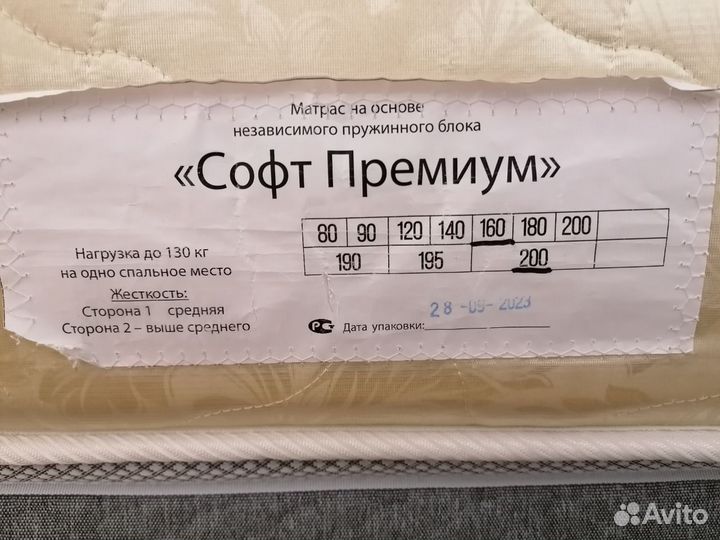 Матрас на основе
независимого пружинного блока
«Софт Премиум»
80 90 120 140 160 180 200
190 195 200
Нагрузка до 130 кг
на одно спальное место
Жесткость:
Сторона 1 средняя
Сторона 2 – выше среднего
28 -09- 2023
РСТ Дата упаковки:
Avito